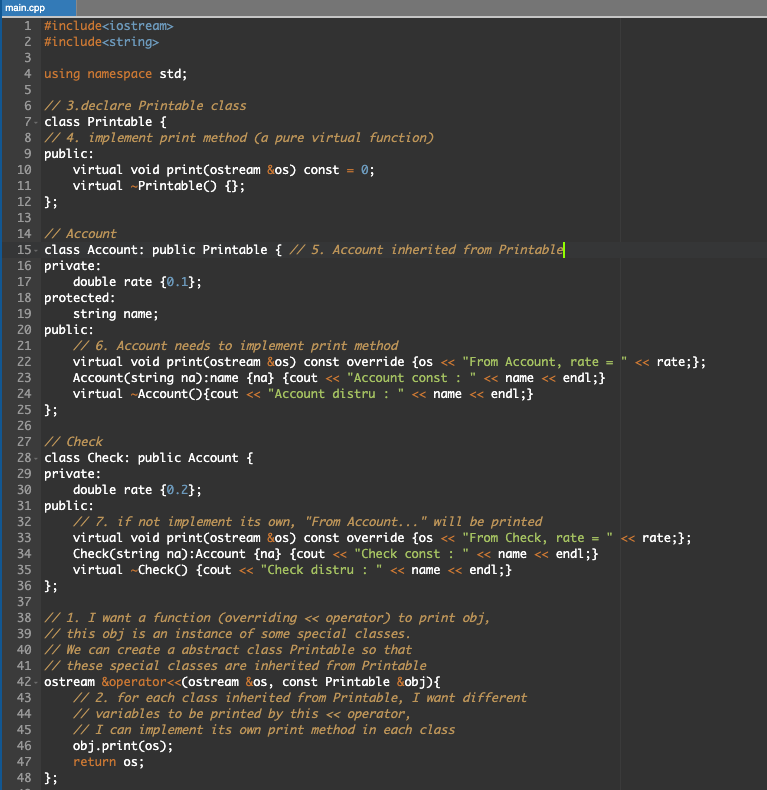 main.cpp
1 #include<iostream>
2 #include<string>
3
4 using namespace std;
5
6 // 3.declare Printable class
7 class Printable {
8 // 4. implement print method (a pure virtual function)
9 public:
10     virtual void print(ostream &os) const = 0;
11     virtual ~Printable() {};
12 };
13
14 // Account
15 class Account: public Printable { // 5. Account inherited from Printable
16 private:
17     double rate {0.1};
18 protected:
19     string name;
20 public:
21     // 6. Account needs to implement print method
22     virtual void print(ostream &os) const override {os << "From Account, rate = " << rate;};
23     Account(string na):name {na} {cout << "Account const : " << name << endl;}
24     virtual ~Account(){cout << "Account distru : " << name << endl;}
25 };
26
27 // Check
28 class Check: public Account {
29 private:
30     double rate {0.2};
31 public:
32     // 7. if not implement its own, "From Account..." will be printed
33     virtual void print(ostream &os) const override {os << "From Check, rate = " << rate;};
34     Check(string na):Account {na} {cout << "Check const : " << name << endl;}
35     virtual ~Check() {cout << "Check distru : " << name << endl;}
36 };
37
38 // 1. I want a function (overriding << operator) to print obj,
39 // this obj is an instance of some special classes.
40 // We can create a abstract class Printable so that
41 // these special classes are inherited from Printable
42 ostream &operator<<(ostream &os, const Printable &obj){
43     // 2. for each class inherited from Printable, I want different
44     // variables to be printed by this << operator,
45     // I can implement its own print method in each class
46     obj.print(os);
47     return os;
48 };